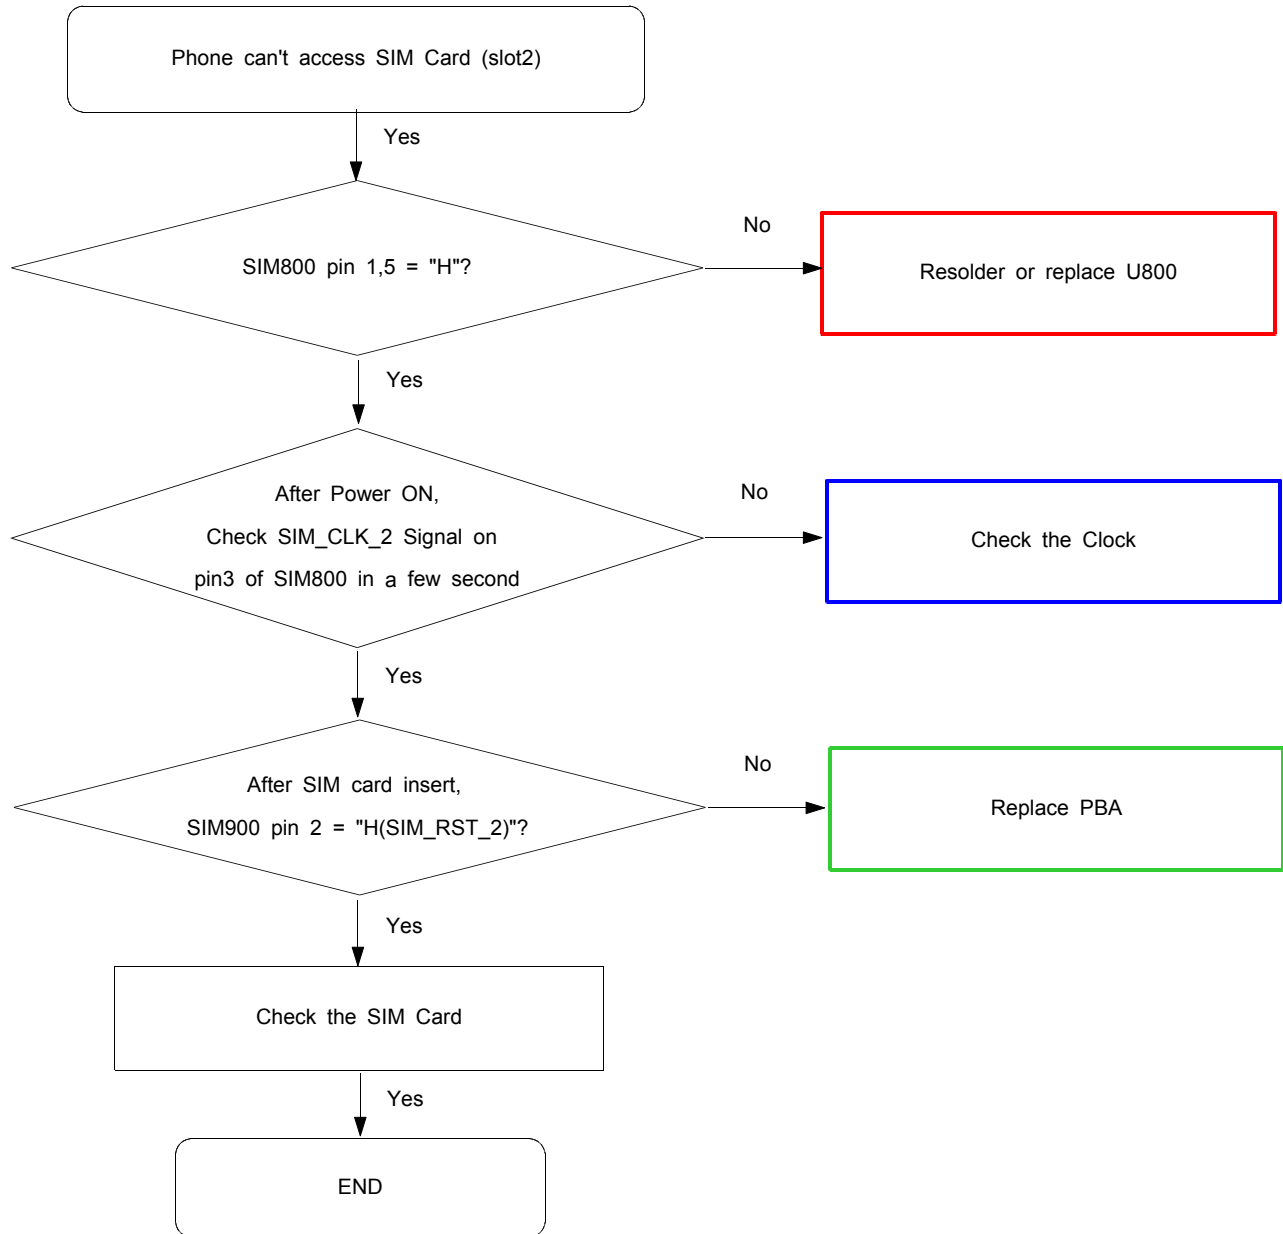 Phone can't access SIM Card (slot2)
Yes
No
SIM800 pin 1,5 = "H"?
Resolder or replace U800
Yes
No
After Power ON,
Check SIM_CLK_2 Signal on
pin3 of SIM800 in a few second
Check the Clock
Yes
No
After SIM card insert,
SIM900 pin 2 = "H(SIM_RST_2)"?
Replace PBA
Yes
Check the SIM Card
Yes
END